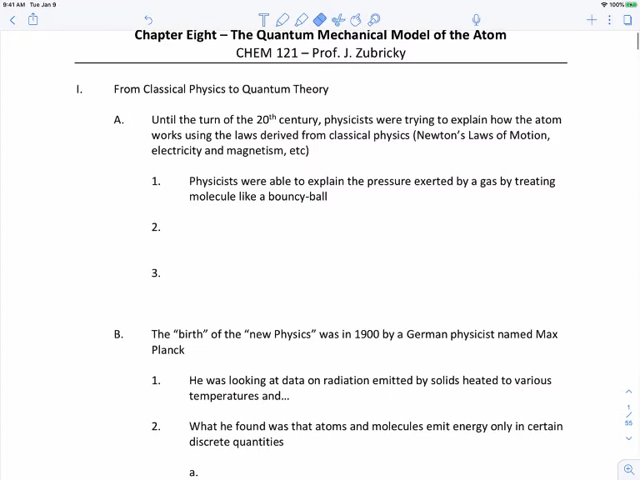 9:41 AM Tue Jan 9
100%
Chapter Eight – The Quantum Mechanical Model of the Atom
CHEM 121 – Prof. J. Zubricky
I. From Classical Physics to Quantum Theory
A. Until the turn of the 20th century, physicists were trying to explain how the atom
works using the laws derived from classical physics (Newton's Laws of Motion,
electricity and magnetism, etc)
1. Physicists were able to explain the pressure exerted by a gas by treating
molecule like a bouncy-ball
2.
3.
B. The "birth" of the "new Physics" was in 1900 by a German physicist named Max
Planck
1. He was looking at data on radiation emitted by solids heated to various
temperatures and…
2. What he found was that atoms and molecules emit energy only in certain
discrete quantities
a.
1
/
55